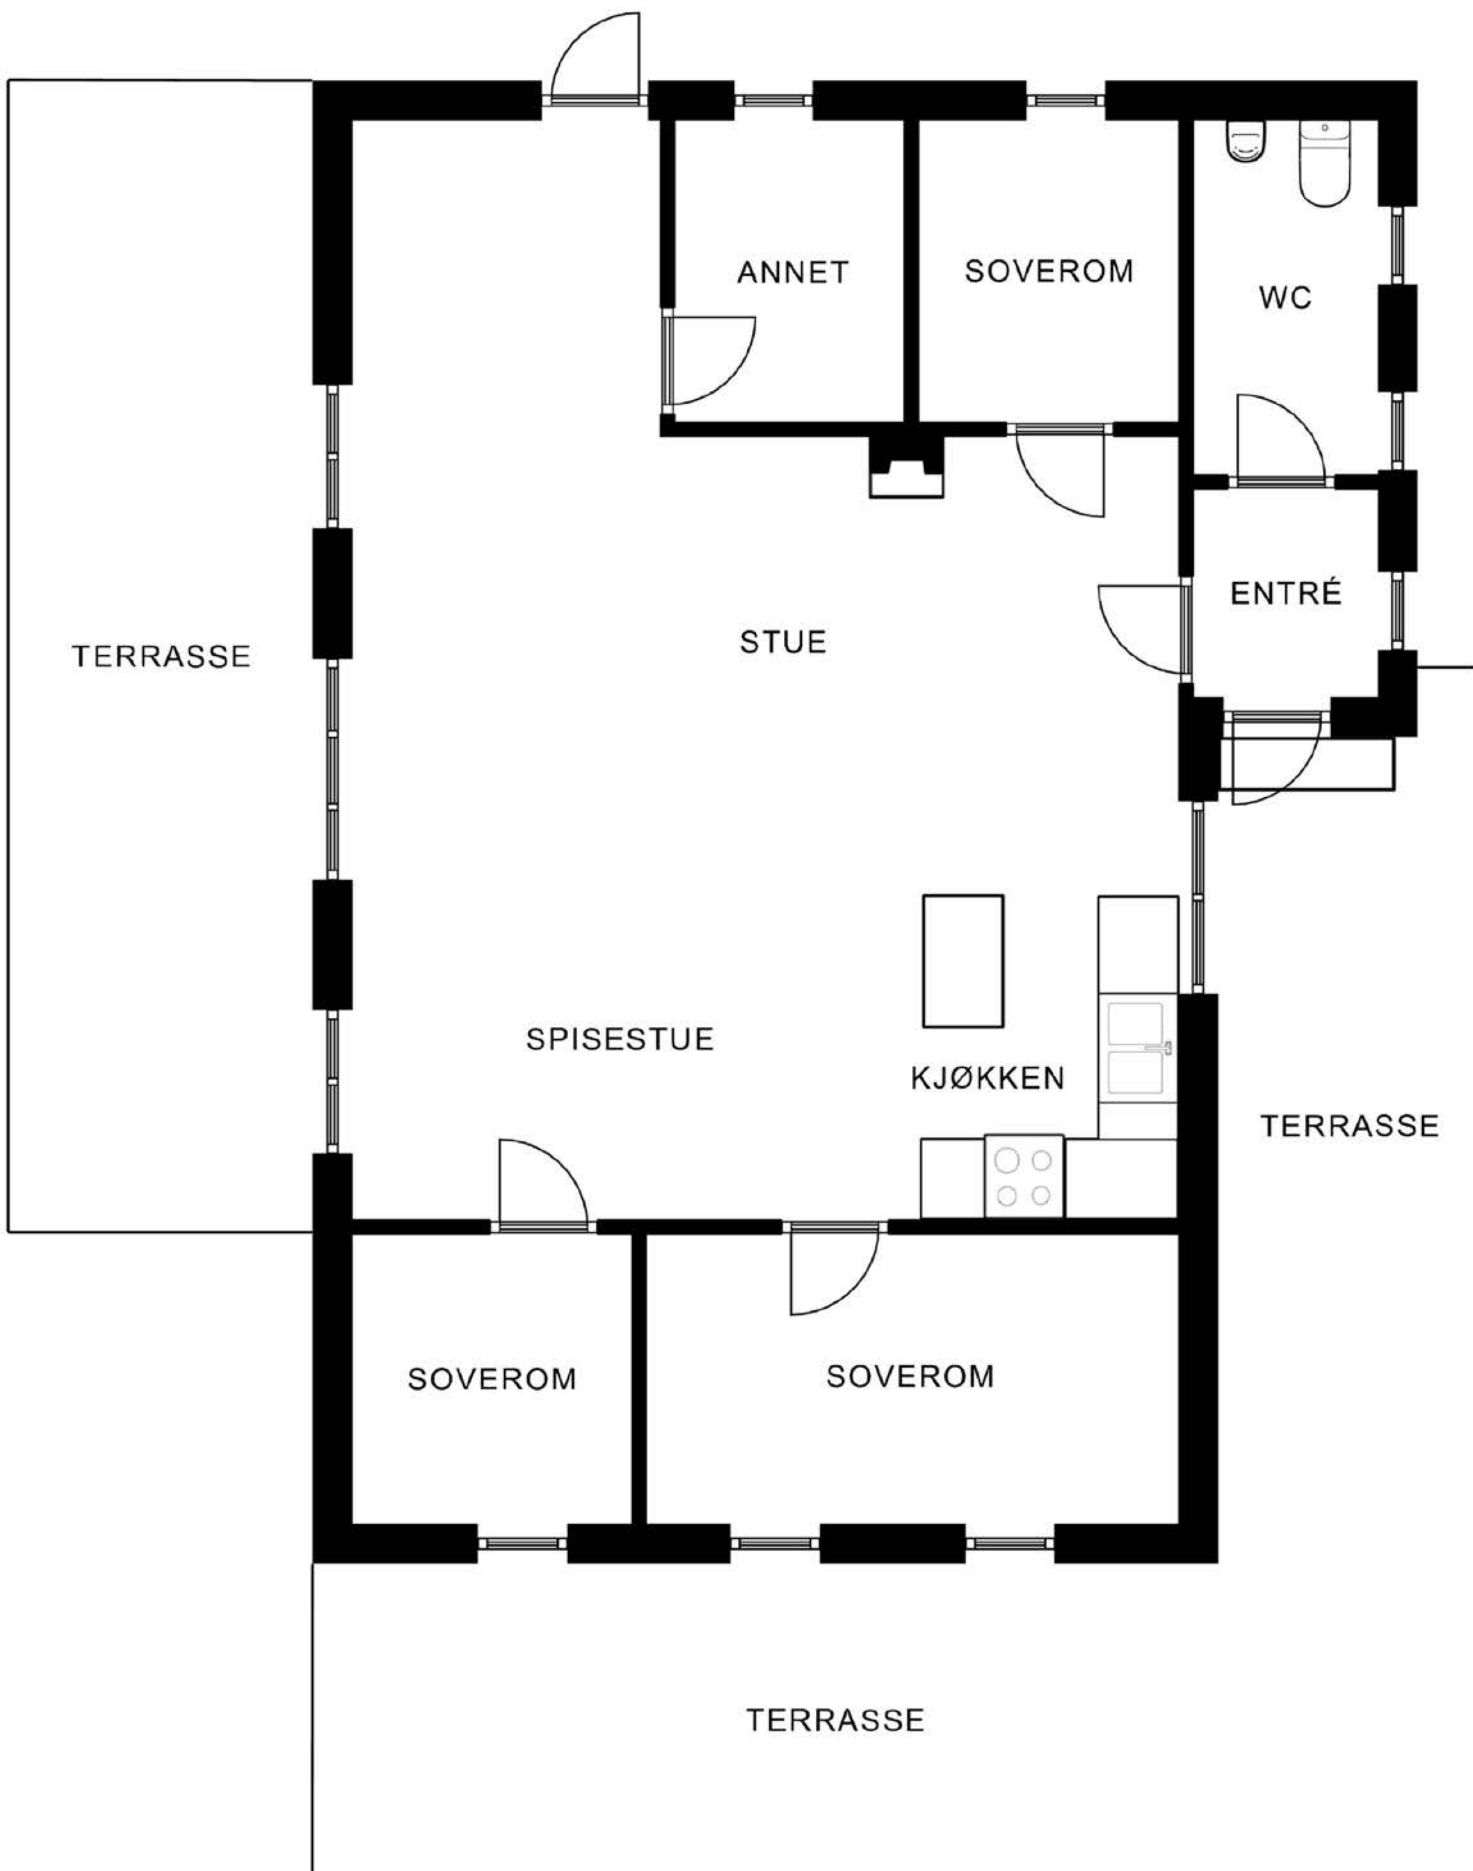 ANNET
SOVEROM
WC
ENTRÉ
STUE
TERRASSE
SPISESTUE
KJØKKEN
TERRASSE
SOVEROM
SOVEROM
TERRASSE